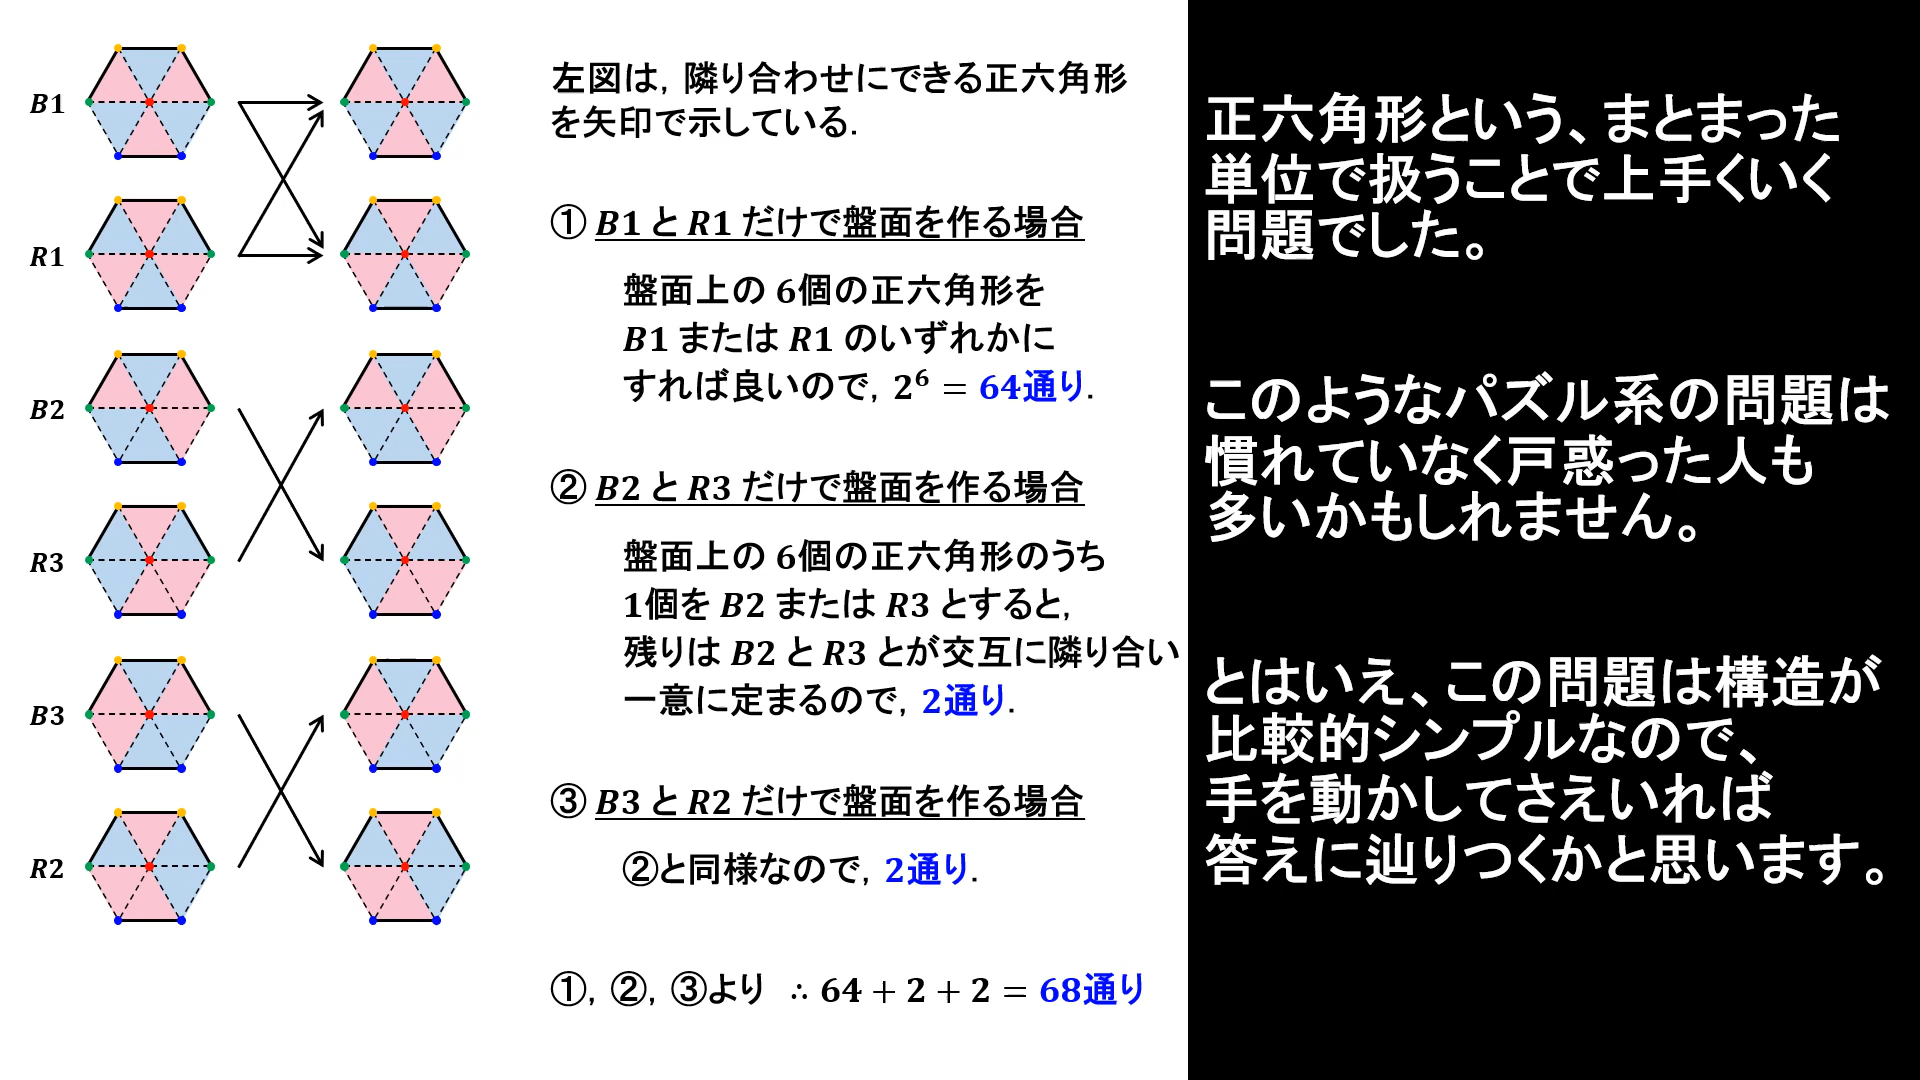 B1
R1
B2
R3
B3
R2
左図は, 隣り合わせにできる正六角形
を矢印で示している.
① B1 と R1 だけで盤面を作る場合
盤面上の 6個の正六角形を
B1 または R1 のいずれかに
すれば良いので, 2⁶ = 64通り.
② B2 と R3 だけで盤面を作る場合
盤面上の 6個の正六角形のうち
1個を B2 または R3 とすると,
残りは B2 と R3 とが交互に隣り合い
一意に定まるので, 2通り.
③ B3 と R2 だけで盤面を作る場合
②と同様なので, 2通り.
①, ②, ③より ∴ 64 + 2 + 2 = 68通り
正六角形という、まとまった
単位で扱うことで上手くいく
問題でした。
このようなパズル系の問題は
慣れていなく戸惑った人も
多いかもしれません。
とはいえ、この問題は構造が
比較的シンプルなので、
手を動かしてさえいれば
答えに辿りつくかと思います。